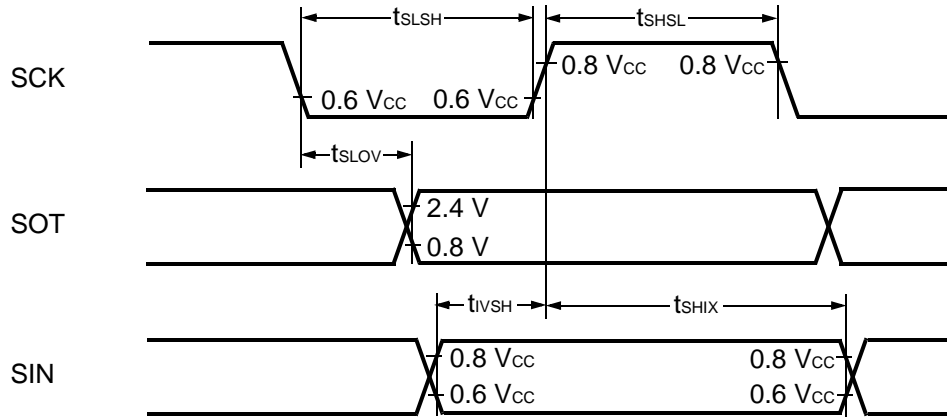 tSLSH tSHSL
SCK
0.8 VCC 0.8 VCC
0.6 VCC 0.6 VCC
tSLOV
SOT
2.4 V
0.8 V
tIVSH tSHIX
SIN
0.8 VCC 0.8 VCC
0.6 VCC 0.6 VCC